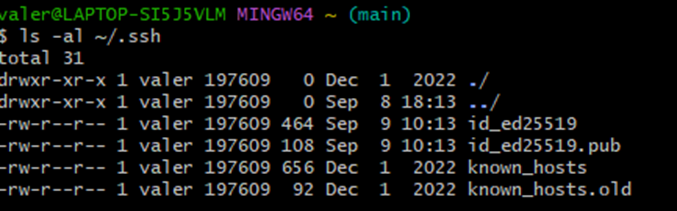 valer@LAPTOP-SI5J5VLM MINGW64 ~ (main)
$ ls -al ~/.ssh
total 31
drwxr-xr-x 1 valer 197609   0 Dec  1  2022 ./
drwxr-xr-x 1 valer 197609   0 Sep  8 18:13 ../
-rw-r--r-- 1 valer 197609 464 Sep  9 10:13 id_ed25519
-rw-r--r-- 1 valer 197609 108 Sep  9 10:13 id_ed25519.pub
-rw-r--r-- 1 valer 197609 656 Dec  1  2022 known_hosts
-rw-r--r-- 1 valer 197609  92 Dec  1  2022 known_hosts.old